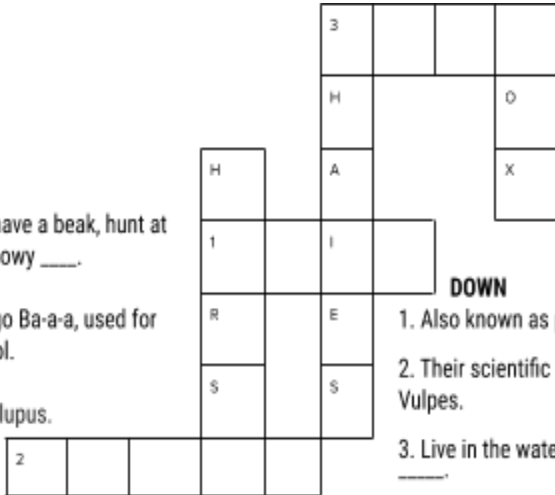 3
H
O
H
A
X
ave a beak, hunt at
owy ____.
1
I
DOWN
go Ba-a-a, used for
R
E
1. Also known as
ol.
2. Their scientific
Vulpes.
S
S
lupus.
3. Live in the wate
_____.
2